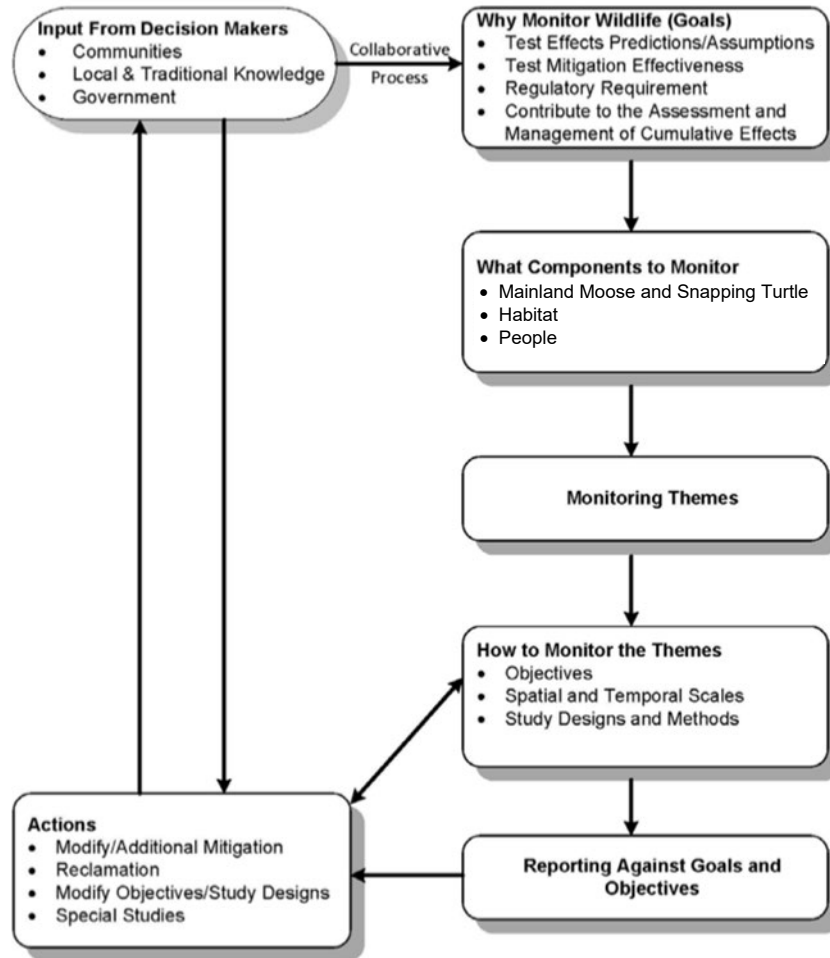 Input From Decision Makers
• Communities
• Local & Traditional Knowledge
• Government
Collaborative
Process
Why Monitor Wildlife (Goals)
• Test Effects Predictions/Assumptions
• Test Mitigation Effectiveness
• Regulatory Requirement
• Contribute to the Assessment and
Management of Cumulative Effects
What Components to Monitor
• Mainland Moose and Snapping Turtle
• Habitat
• People
Monitoring Themes
How to Monitor the Themes
• Objectives
• Spatial and Temporal Scales
• Study Designs and Methods
Actions
• Modify/Additional Mitigation
• Reclamation
• Modify Objectives/Study Designs
• Special Studies
Reporting Against Goals and
Objectives